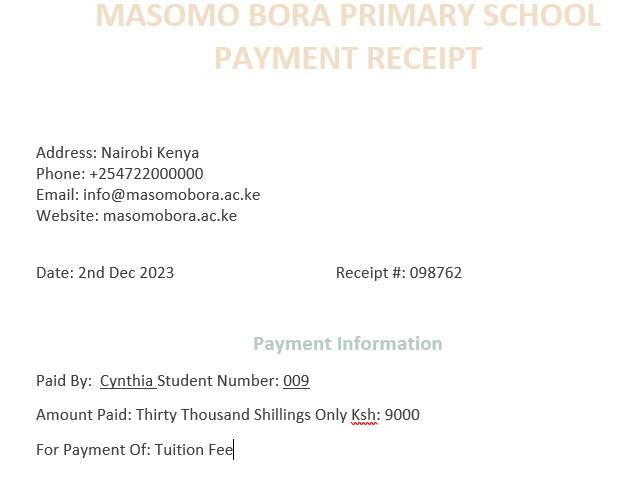 MASOMO BORA PRIMARY SCHOOL
PAYMENT RECEIPT
Address: Nairobi Kenya
Phone: +254722000000
Email: info@masomobora.ac.ke
Website: masomobora.ac.ke
Date: 2nd Dec 2023 Receipt #: 098762
Payment Information
Paid By: Cynthia Student Number: 009
Amount Paid: Thirty Thousand Shillings Only Ksh: 9000
For Payment Of: Tuition Fee